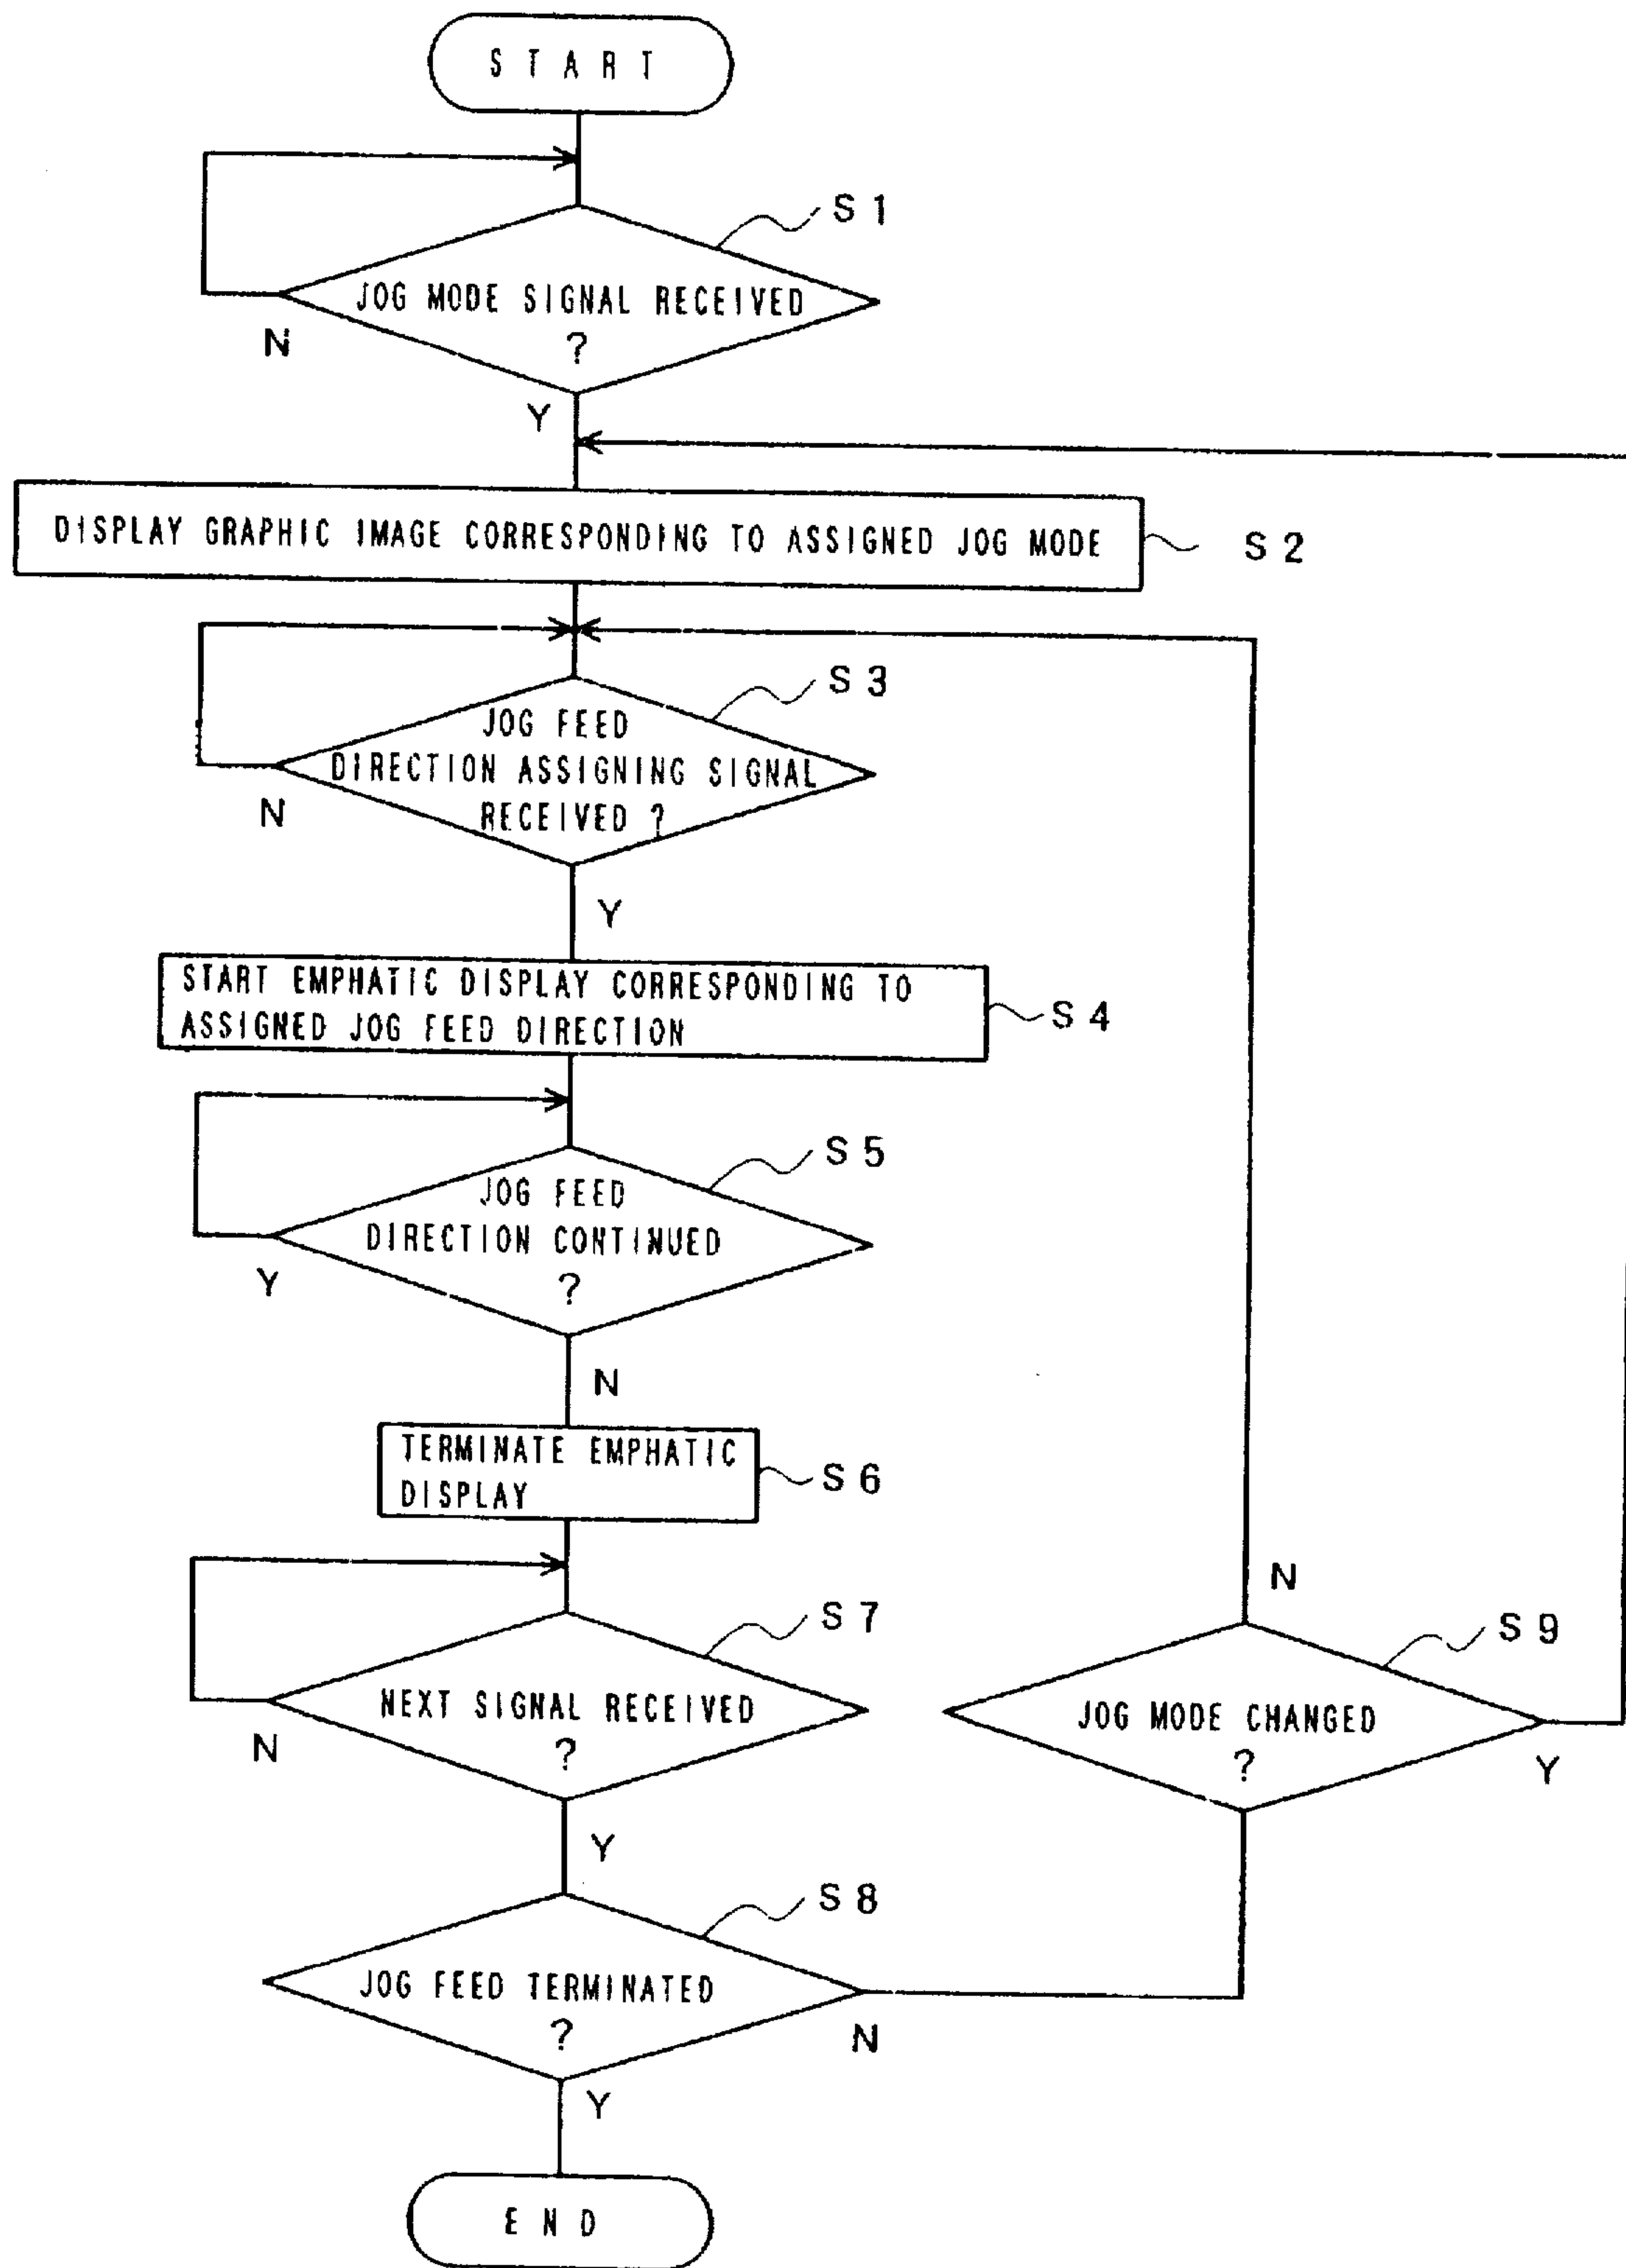 START
S1
JOG MODE SIGNAL RECEIVED
?
N
Y
DISPLAY GRAPHIC IMAGE CORRESPONDING TO ASSIGNED JOG MODE
S2
S3
JOG FEED
DIRECTION ASSIGNING SIGNAL
RECEIVED ?
N
Y
START EMPHATIC DISPLAY CORRESPONDING TO
ASSIGNED JOG FEED DIRECTION
S4
S5
JOG FEED
DIRECTION CONTINUED
?
Y
N
TERMINATE EMPHATIC
DISPLAY
S6
S7
NEXT SIGNAL RECEIVED
?
N
Y
S8
JOG FEED TERMINATED
?
N
Y
N
S9
JOG MODE CHANGED
?
Y
END